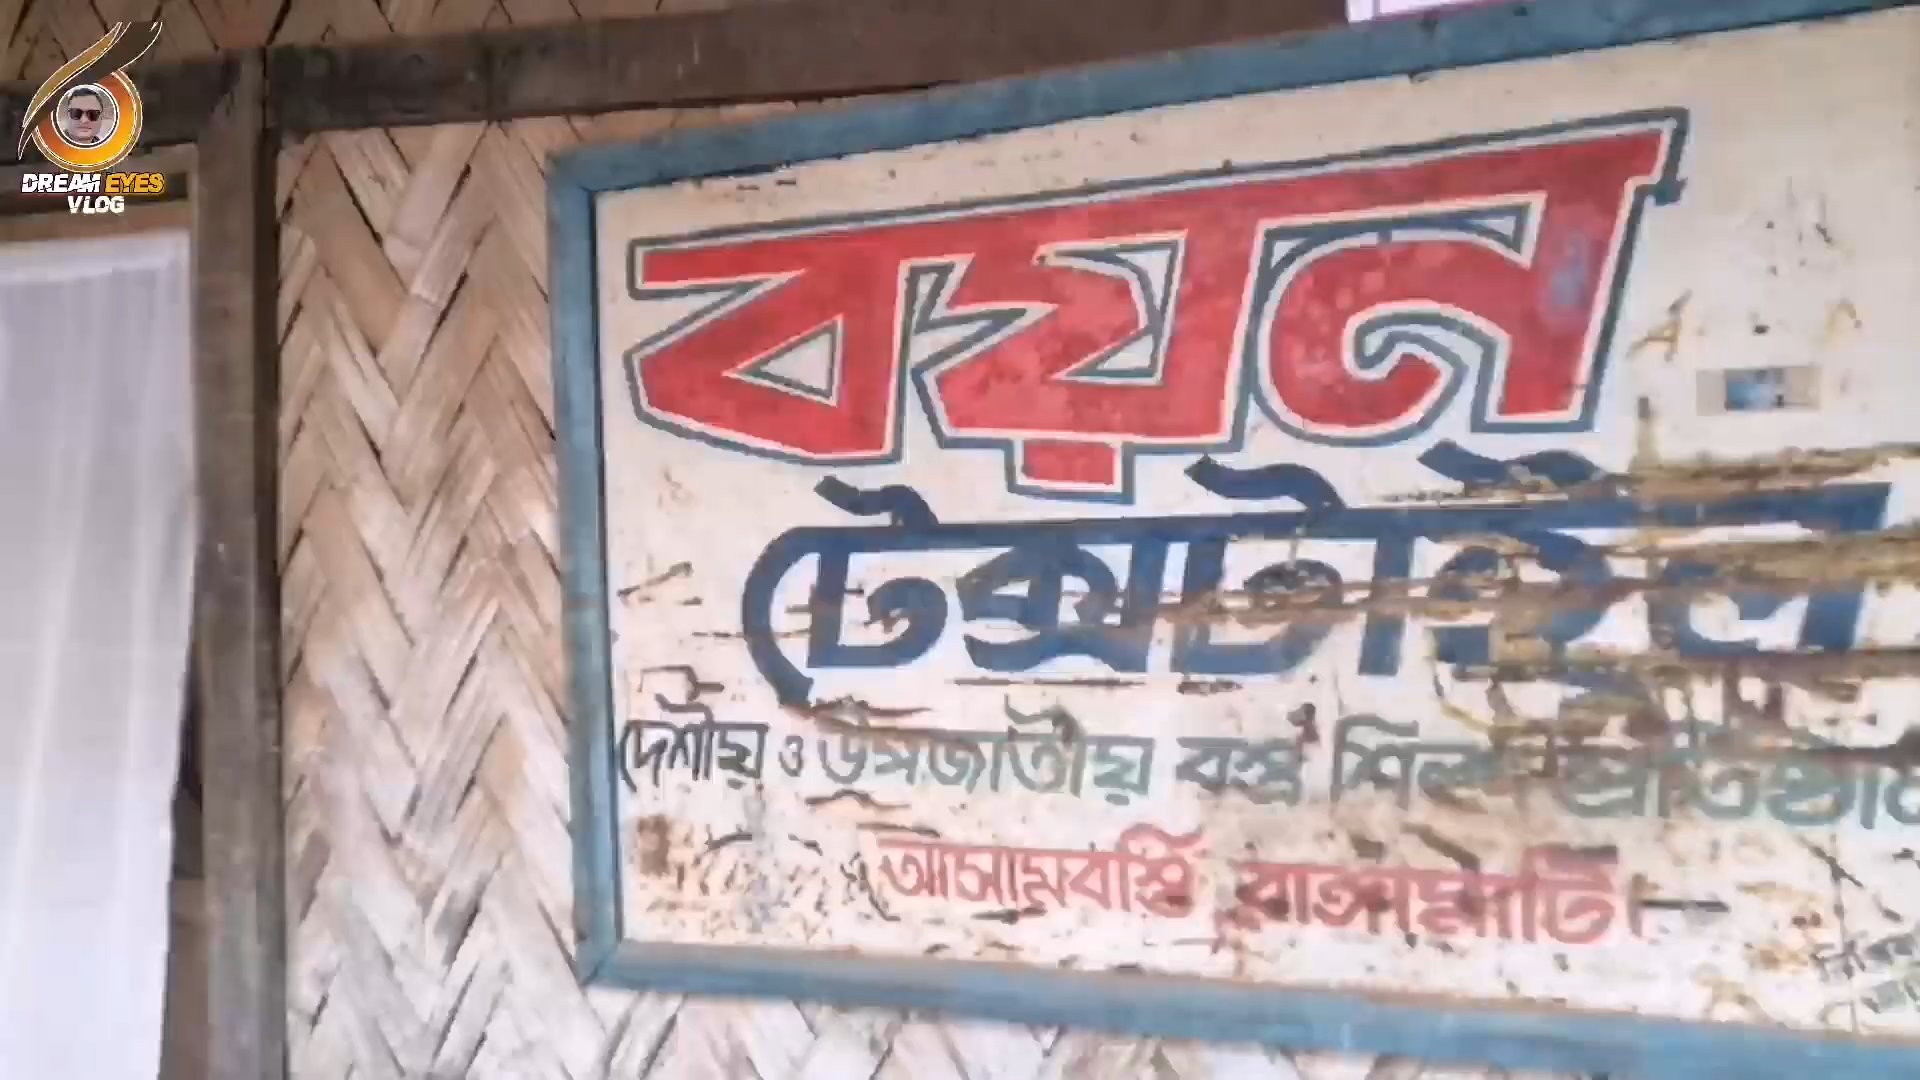 DREAM EYES
VLOG
বয়ন
টেক্সটাইল
দেশীয় ও উপজাতীয় বস্ত্র শিল্প প্রতিষ্ঠান
আসামবস্তি রাঙ্গামাটি।